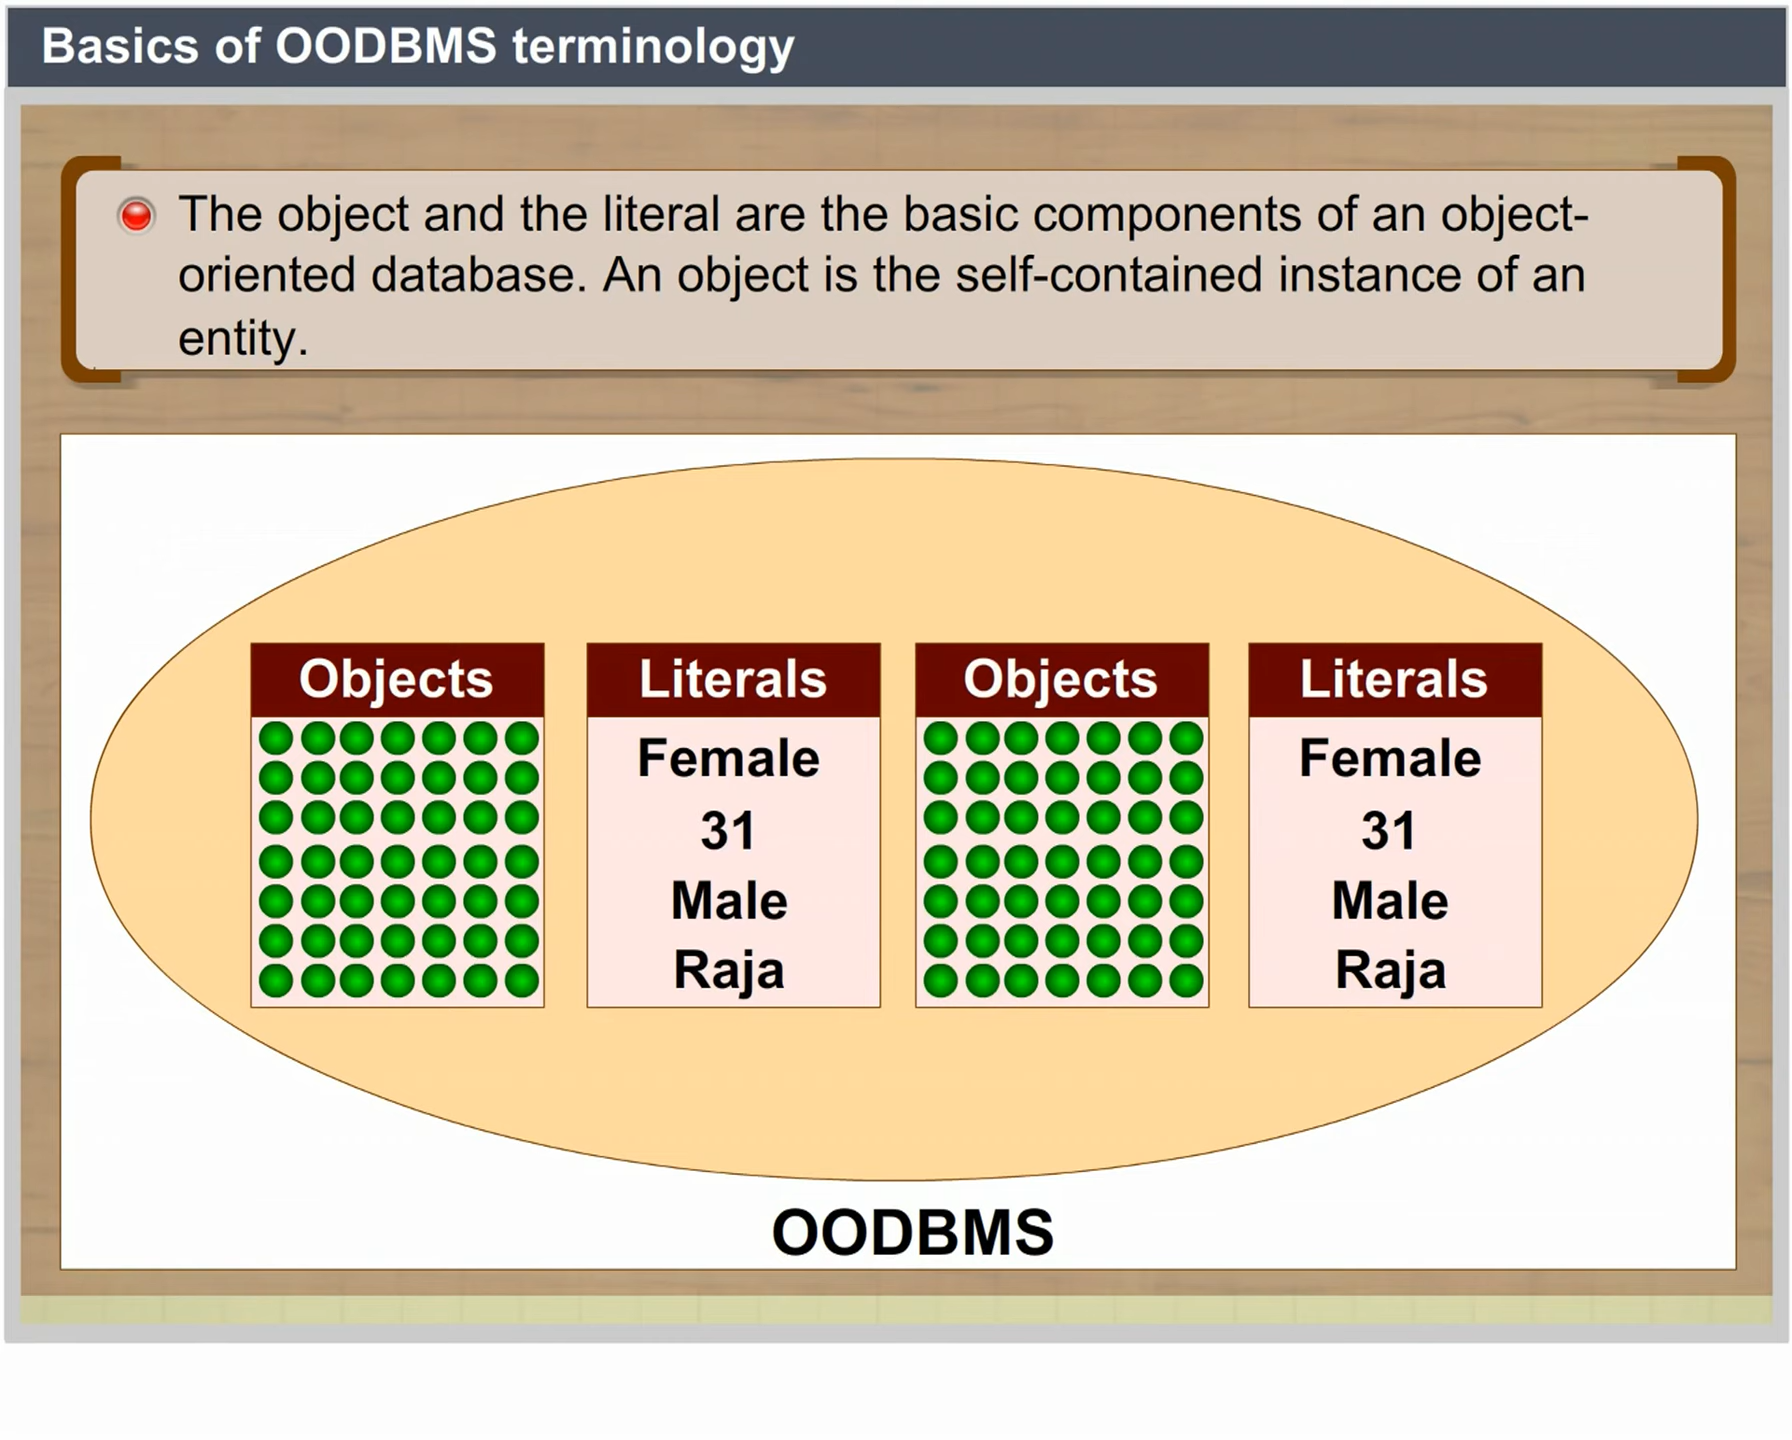 Basics of OODBMS terminology
The object and the literal are the basic components of an object-
oriented database. An object is the self-contained instance of an
entity.
Objects
Literals
Female
31
Male
Raja
Objects
Literals
Female
31
Male
Raja
OODBMS